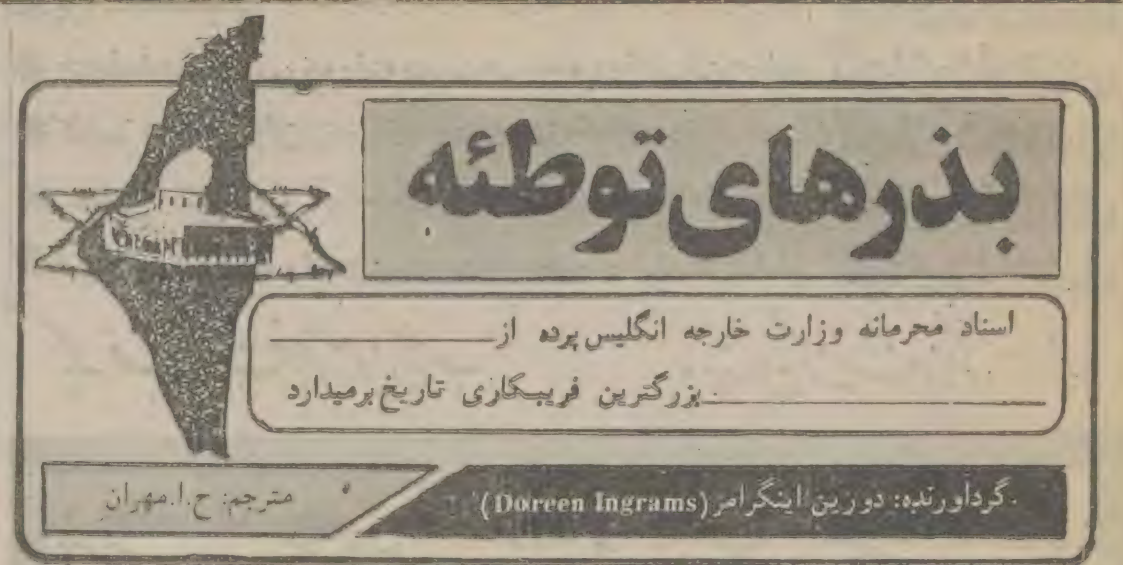 بذرهای توطئه
اسناد محرمانه وزارت خارجه انگلیس پرده از
بزرگترین فریبکاری تاریخ برمیدارد
گردآورنده: دورین اینگرامز (Doreen Ingrams)
مترجم: ح.ا.مهران